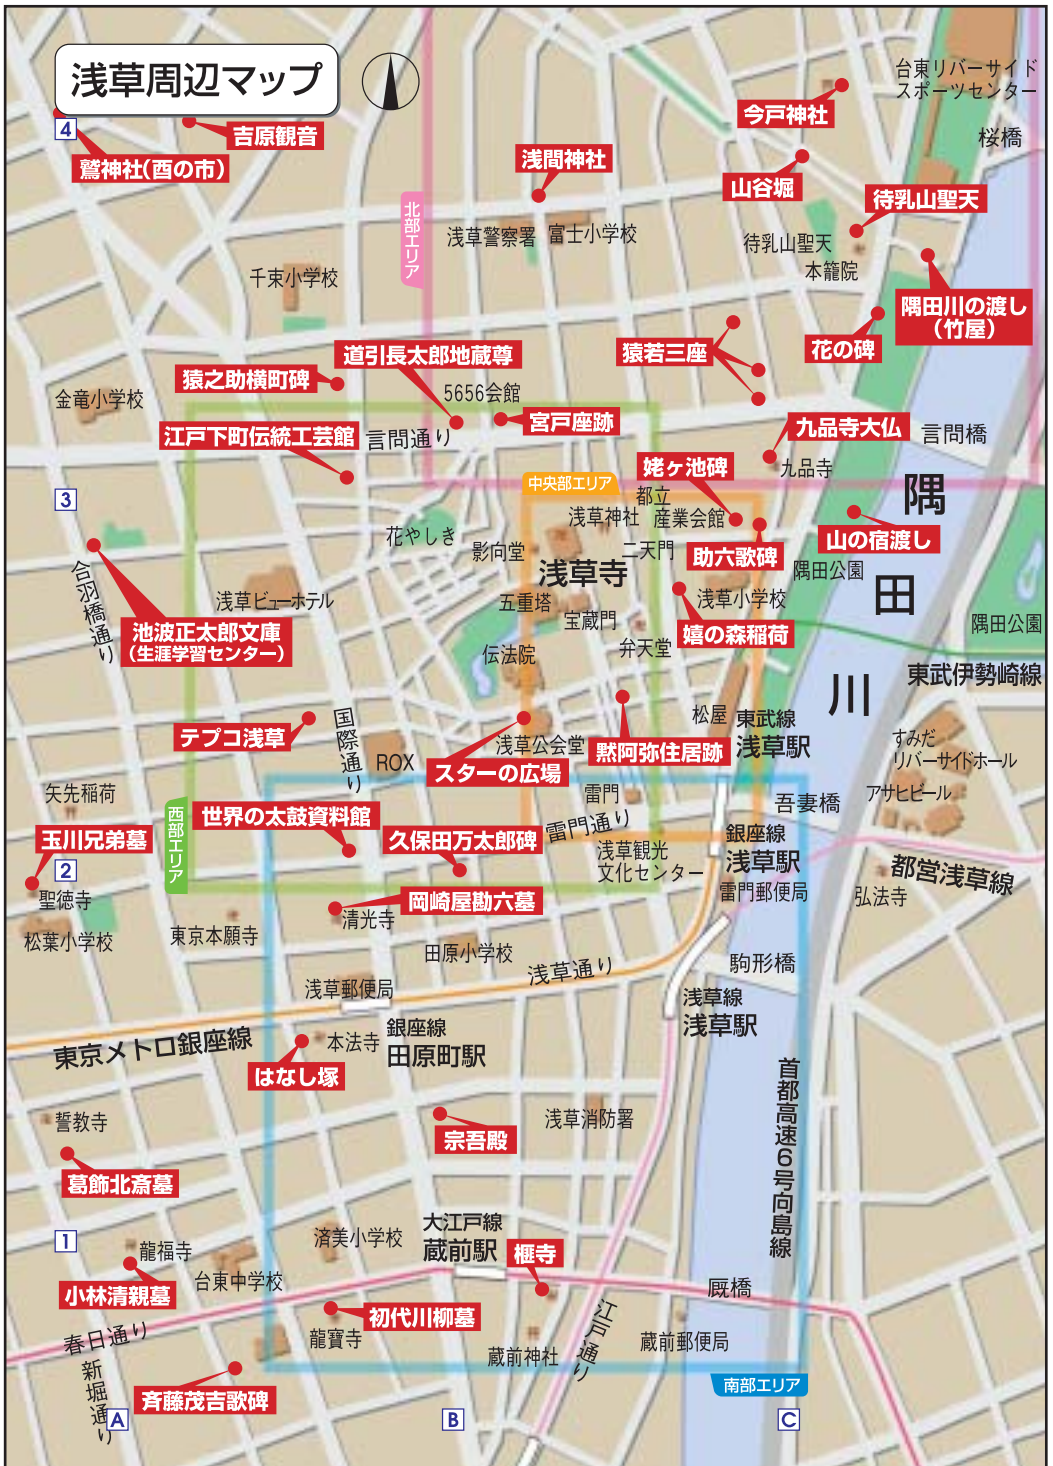 浅草周辺マップ
4
鷲神社(酉の市)
吉原観音
浅間神社
今戸神社
台東リバーサイド
スポーツセンター
桜橋
山谷堀
待乳山聖天
北部エリア
浅草警察署
富士小学校
待乳山聖天
本龍院
千束小学校
隅田川の渡し
(竹屋)
花の碑
猿若三座
道引長太郎地蔵尊
猿之助横町碑
5656会館
金竜小学校
宮戸座跡
江戸下町伝統工芸館
言問通り
九品寺大仏
言問橋
姥ヶ池碑
九品寺
中央部エリア
3
都立
産業会館
浅草神社
隅田川
花やしき
影向堂
二天門
助六歌碑
山の宿渡し
浅草寺
隅田公園
合羽橋通り
浅草ビューホテル
五重塔
宝蔵門
浅草小学校
隅田公園
池波正太郎文庫
(生涯学習センター)
伝法院
弁天堂
嬉の森稲荷
東武伊勢崎線
テプコ浅草
国際通り
ROX
浅草公会堂
スターの広場
黙阿弥住居跡
松屋
東武線
浅草駅
すみだ
リバーサイドホール
アサヒビール
矢先稲荷
西部エリア
世界の太鼓資料館
雷門
雷門通り
吾妻橋
玉川兄弟墓
久保田万太郎碑
浅草観光
文化センター
銀座線
浅草駅
雷門郵便局
都営浅草線
2
聖徳寺
岡崎屋勘六墓
清光寺
弘法寺
松葉小学校
東京本願寺
田原小学校
浅草通り
駒形橋
浅草郵便局
浅草線
浅草駅
東京メトロ銀座線
本法寺
銀座線
田原町駅
はなし塚
首都高速6号向島線
誓教寺
宗吾殿
浅草消防署
葛飾北斎墓
1
龍福寺
済美小学校
大江戸線
蔵前駅
榧寺
小林清親墓
台東中学校
厩橋
初代川柳墓
龍寶寺
春日通り
江戸通り
蔵前神社
蔵前郵便局
新堀通り
斉藤茂吉歌碑
南部エリア
A
B
C